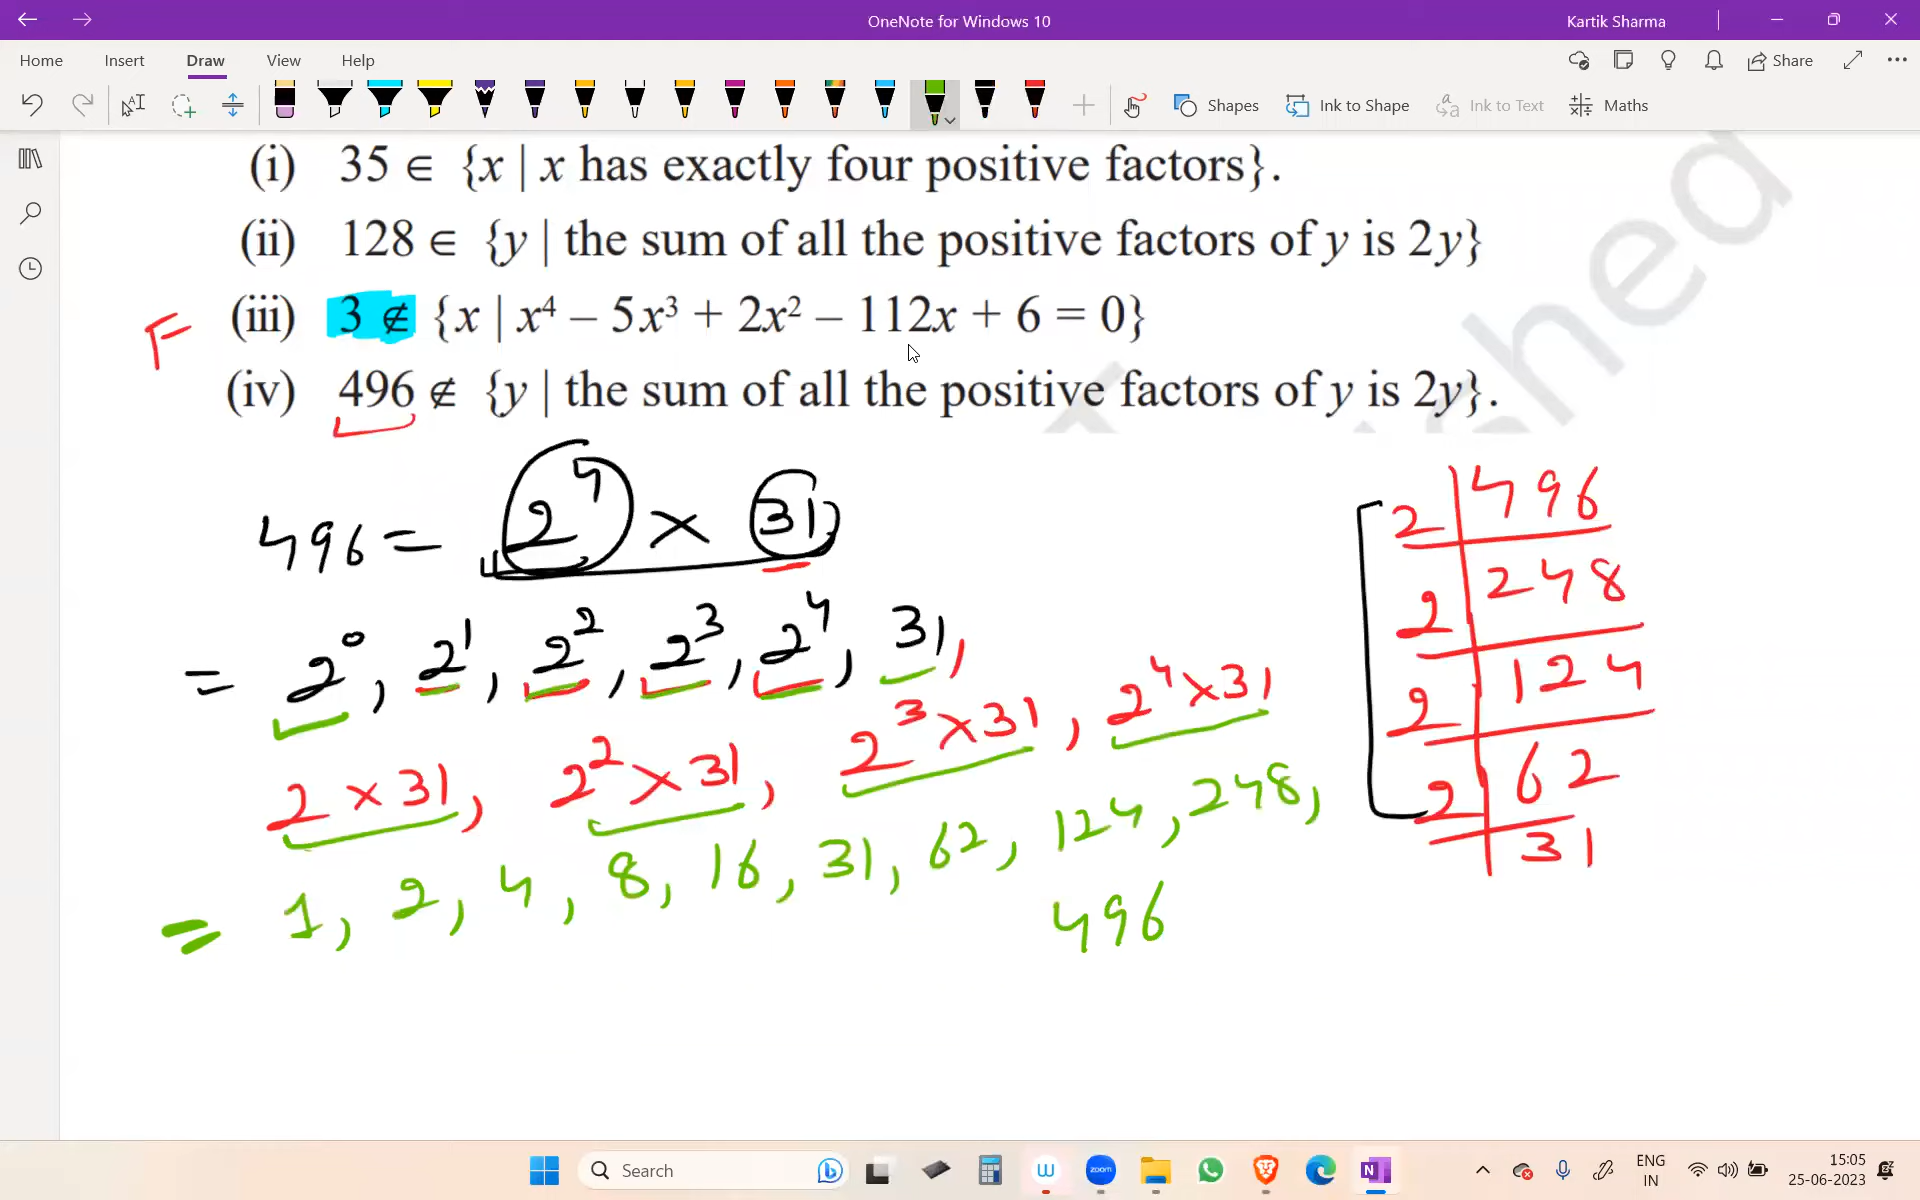 OneNote for Windows 10
Kartik Sharma
Home Insert Draw View Help
Share
Shapes Ink to Shape Ink to Text Maths
(i) 35 ∈ {x | x has exactly four positive factors}.
(ii) 128 ∈ {y | the sum of all the positive factors of y is 2y}
F (iii) 3 ∉ {x | x⁴ – 5x³ + 2x² – 112x + 6 = 0}
(iv) 496 ∉ {y | the sum of all the positive factors of y is 2y}.
hed
496 = 2⁴ × 31
= 2⁰, 2¹, 2², 2³, 2⁴, 31,
2 × 31, 2² × 31, 2³ × 31, 2⁴ × 31
= 1, 2, 4, 8, 16, 31, 62, 124, 248,
496
2 496
2 248
2 124
2 62
31
Search
zoom
ENG
IN
15:05
25-06-2023